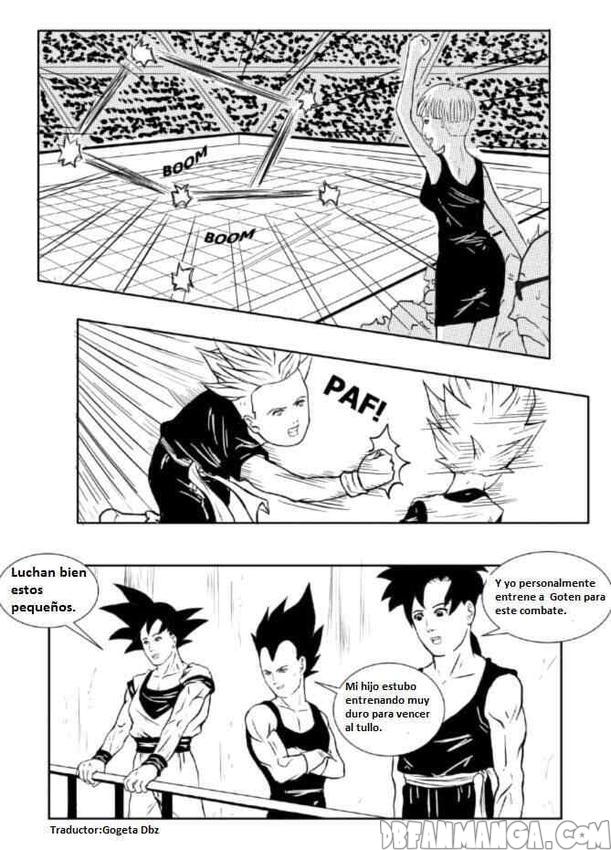 BOOM
BOOM
PAF!
Luchan bien
estos
pequeños.
Y yo personalmente
entrene a Goten para
este combate.
Mi hijo estubo
entrenando muy
duro para vencer
al tullo.
Traductor:Gogeta Dbz
DBFANMANGA.COM